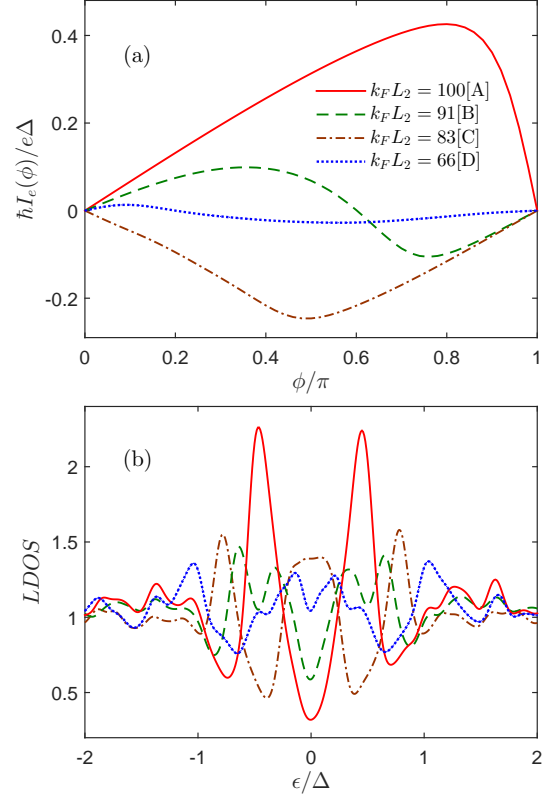 0.4
(a)
k_F L_2 = 100[A]
k_F L_2 = 91[B]
k_F L_2 = 83[C]
k_F L_2 = 66[D]
0.2
ħI_e(ϕ)/eΔ
0
-0.2
0 0.2 0.4 0.6 0.8 1
ϕ/π
(b)
2
1.5
LDOS
1
0.5
-2 -1 0 1 2
ϵ/Δ